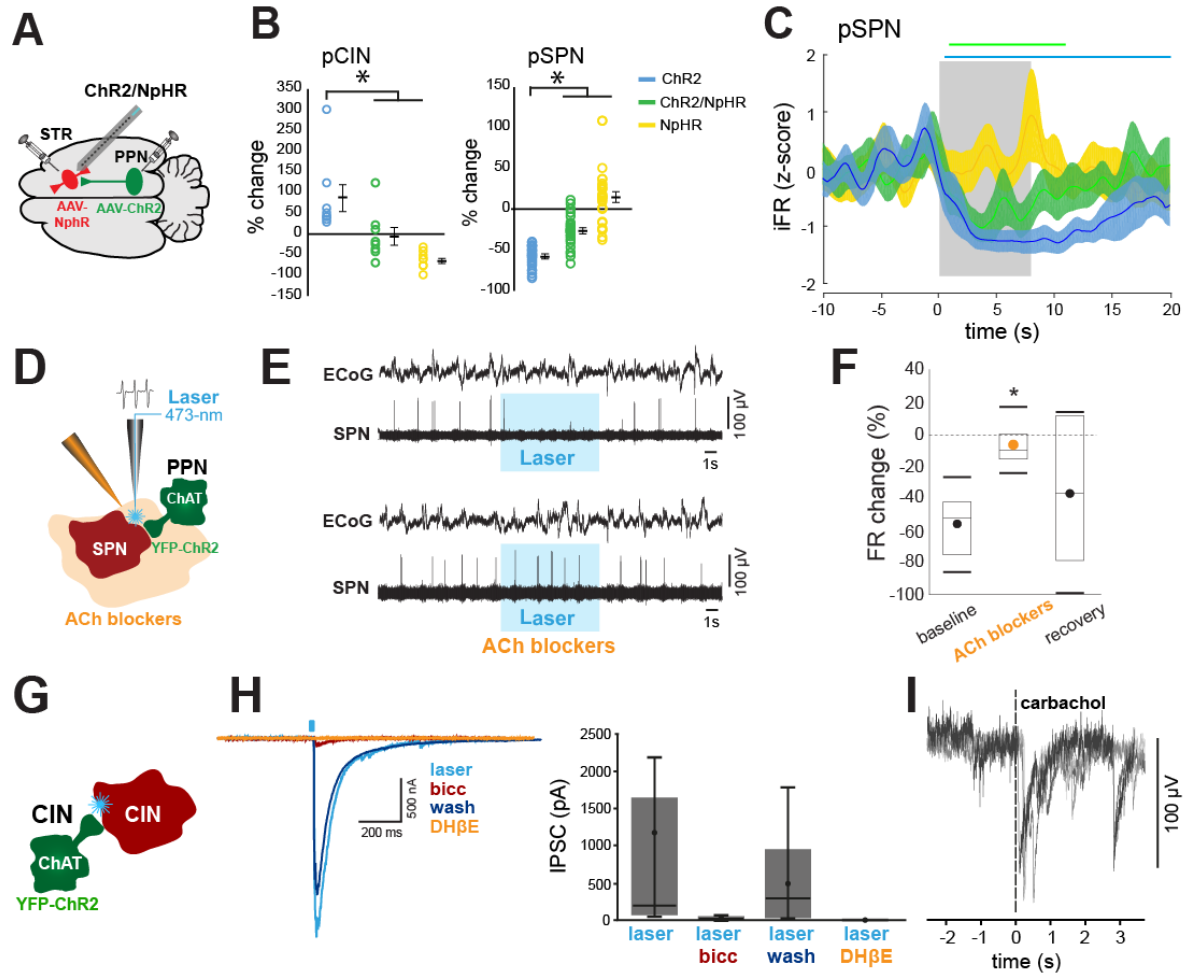 A
ChR2/NpHR
STR
PPN
AAV-
NphR
AAV-ChR2
B
pCIN
*
% change
350
300
250
200
150
100
50
0
-50
-100
-150
pSPN
*
% change
150
100
50
0
-50
-100
ChR2
ChR2/NpHR
NpHR
C
pSPN
iFR (z-score)
2
1
0
-1
-2
-10
-5
0
5
10
15
20
time (s)
D
Laser
473-nm
PPN
ChAT
SPN
YFP-ChR2
ACh blockers
E
ECoG
SPN
Laser
100 µV
1s
ECoG
SPN
Laser
100 µV
1s
ACh blockers
F
FR change (%)
40
20
0
-20
-40
-60
-80
-100
*
baseline
ACh blockers
recovery
G
CIN
CIN
ChAT
YFP-ChR2
H
laser
bicc
wash
DHβE
500 nA
200 ms
IPSC (pA)
2500
2000
1500
1000
500
0
laser
laser
bicc
laser
wash
laser
DHβE
I
carbachol
100 µV
-2
-1
0
1
2
3
time (s)